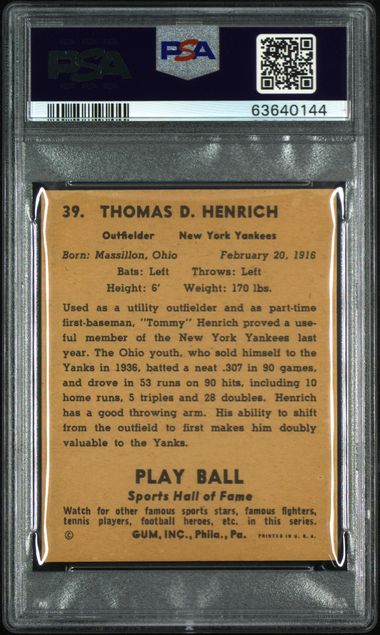 PSA
PSA
63640144
39. THOMAS D. HENRICH
Outfielder New York Yankees
Born: Massillon, Ohio February 20, 1916
Bats: Left Throws: Left
Height: 6' Weight: 170 lbs.
Used as a utility outfielder and as part-time
first-baseman, "Tommy" Henrich proved a use-
ful member of the New York Yankees last
year. The Ohio youth, who sold himself to the
Yanks in 1936, batted a neat .307 in 90 games,
and drove in 53 runs on 90 hits, including 10
home runs, 5 triples and 28 doubles. Henrich
has a good throwing arm. His ability to shift
from the outfield to first makes him doubly
valuable to the Yanks.
PLAY BALL
Sports Hall of Fame
Watch for other famous sports stars, famous fighters,
tennis players, football heroes, etc. in this series.
© GUM, INC., Phila., Pa. PRINTED IN U. S. A.